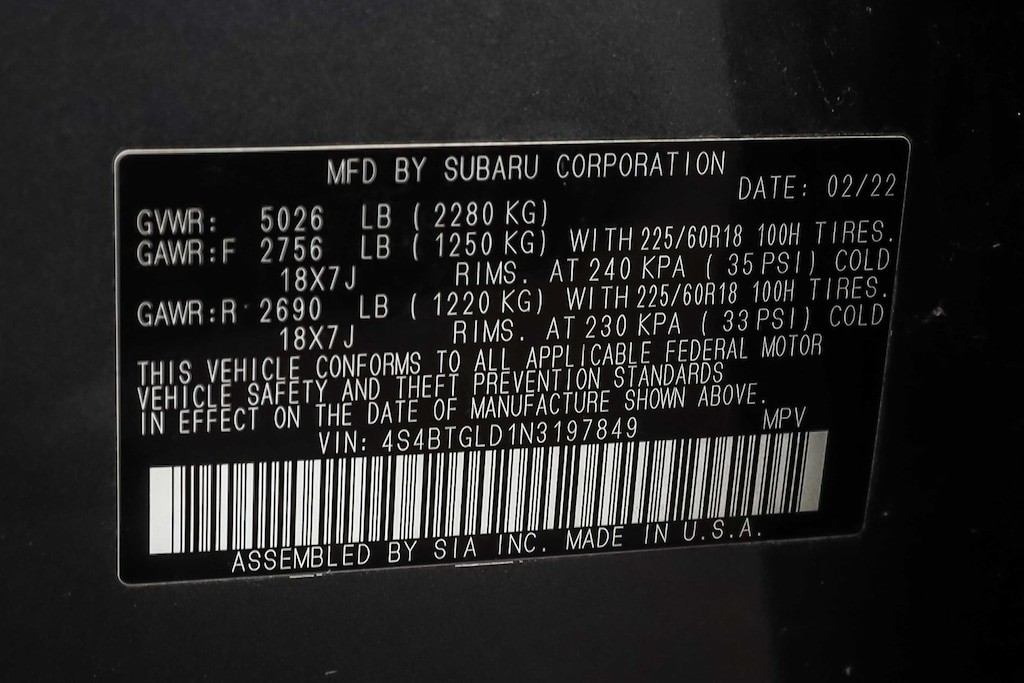 MFD BY SUBARU CORPORATION
DATE: 02/22
GVWR: 5026 LB ( 2280 KG)
GAWR:F 2756 LB ( 1250 KG) WITH 225/60R18 100H TIRES.
18X7J RIMS. AT 240 KPA ( 35 PSI) COLD
GAWR:R 2690 LB ( 1220 KG) WITH 225/60R18 100H TIRES.
18X7J RIMS. AT 230 KPA ( 33 PSI) COLD
THIS VEHICLE CONFORMS TO ALL APPLICABLE FEDERAL MOTOR
VEHICLE SAFETY AND THEFT PREVENTION STANDARDS
IN EFFECT ON THE DATE OF MANUFACTURE SHOWN ABOVE.
VIN: 4S4BTGLD1N3197849 MPV
ASSEMBLED BY SIA INC. MADE IN U.S.A.